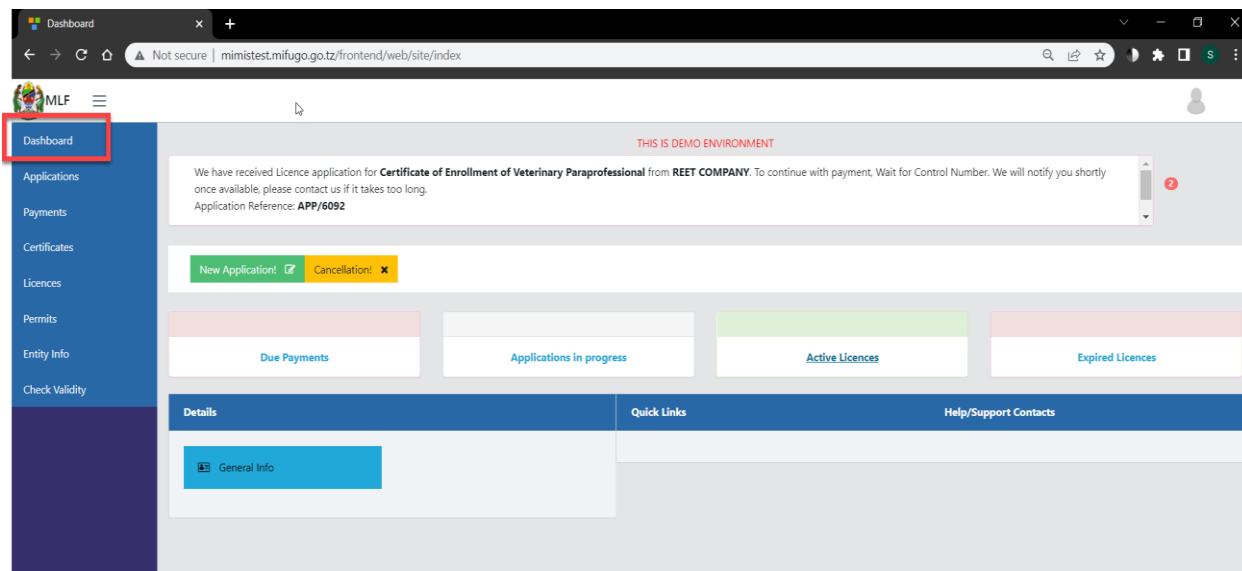 Dashboard
Not secure | mimistest.mifugo.go.tz/frontend/web/site/index
S
MLF
Dashboard
Applications
Payments
Certificates
Licences
Permits
Entity Info
Check Validity
THIS IS DEMO ENVIRONMENT
We have received Licence application for Certificate of Enrollment of Veterinary Paraprofessional from REET COMPANY. To continue with payment, Wait for Control Number. We will notify you shortly
once available, please contact us if it takes too long.
Application Reference: APP/6092
2
New Application! Cancellation!
Due Payments Applications in progress Active Licences Expired Licences
Details Quick Links Help/Support Contacts
General Info